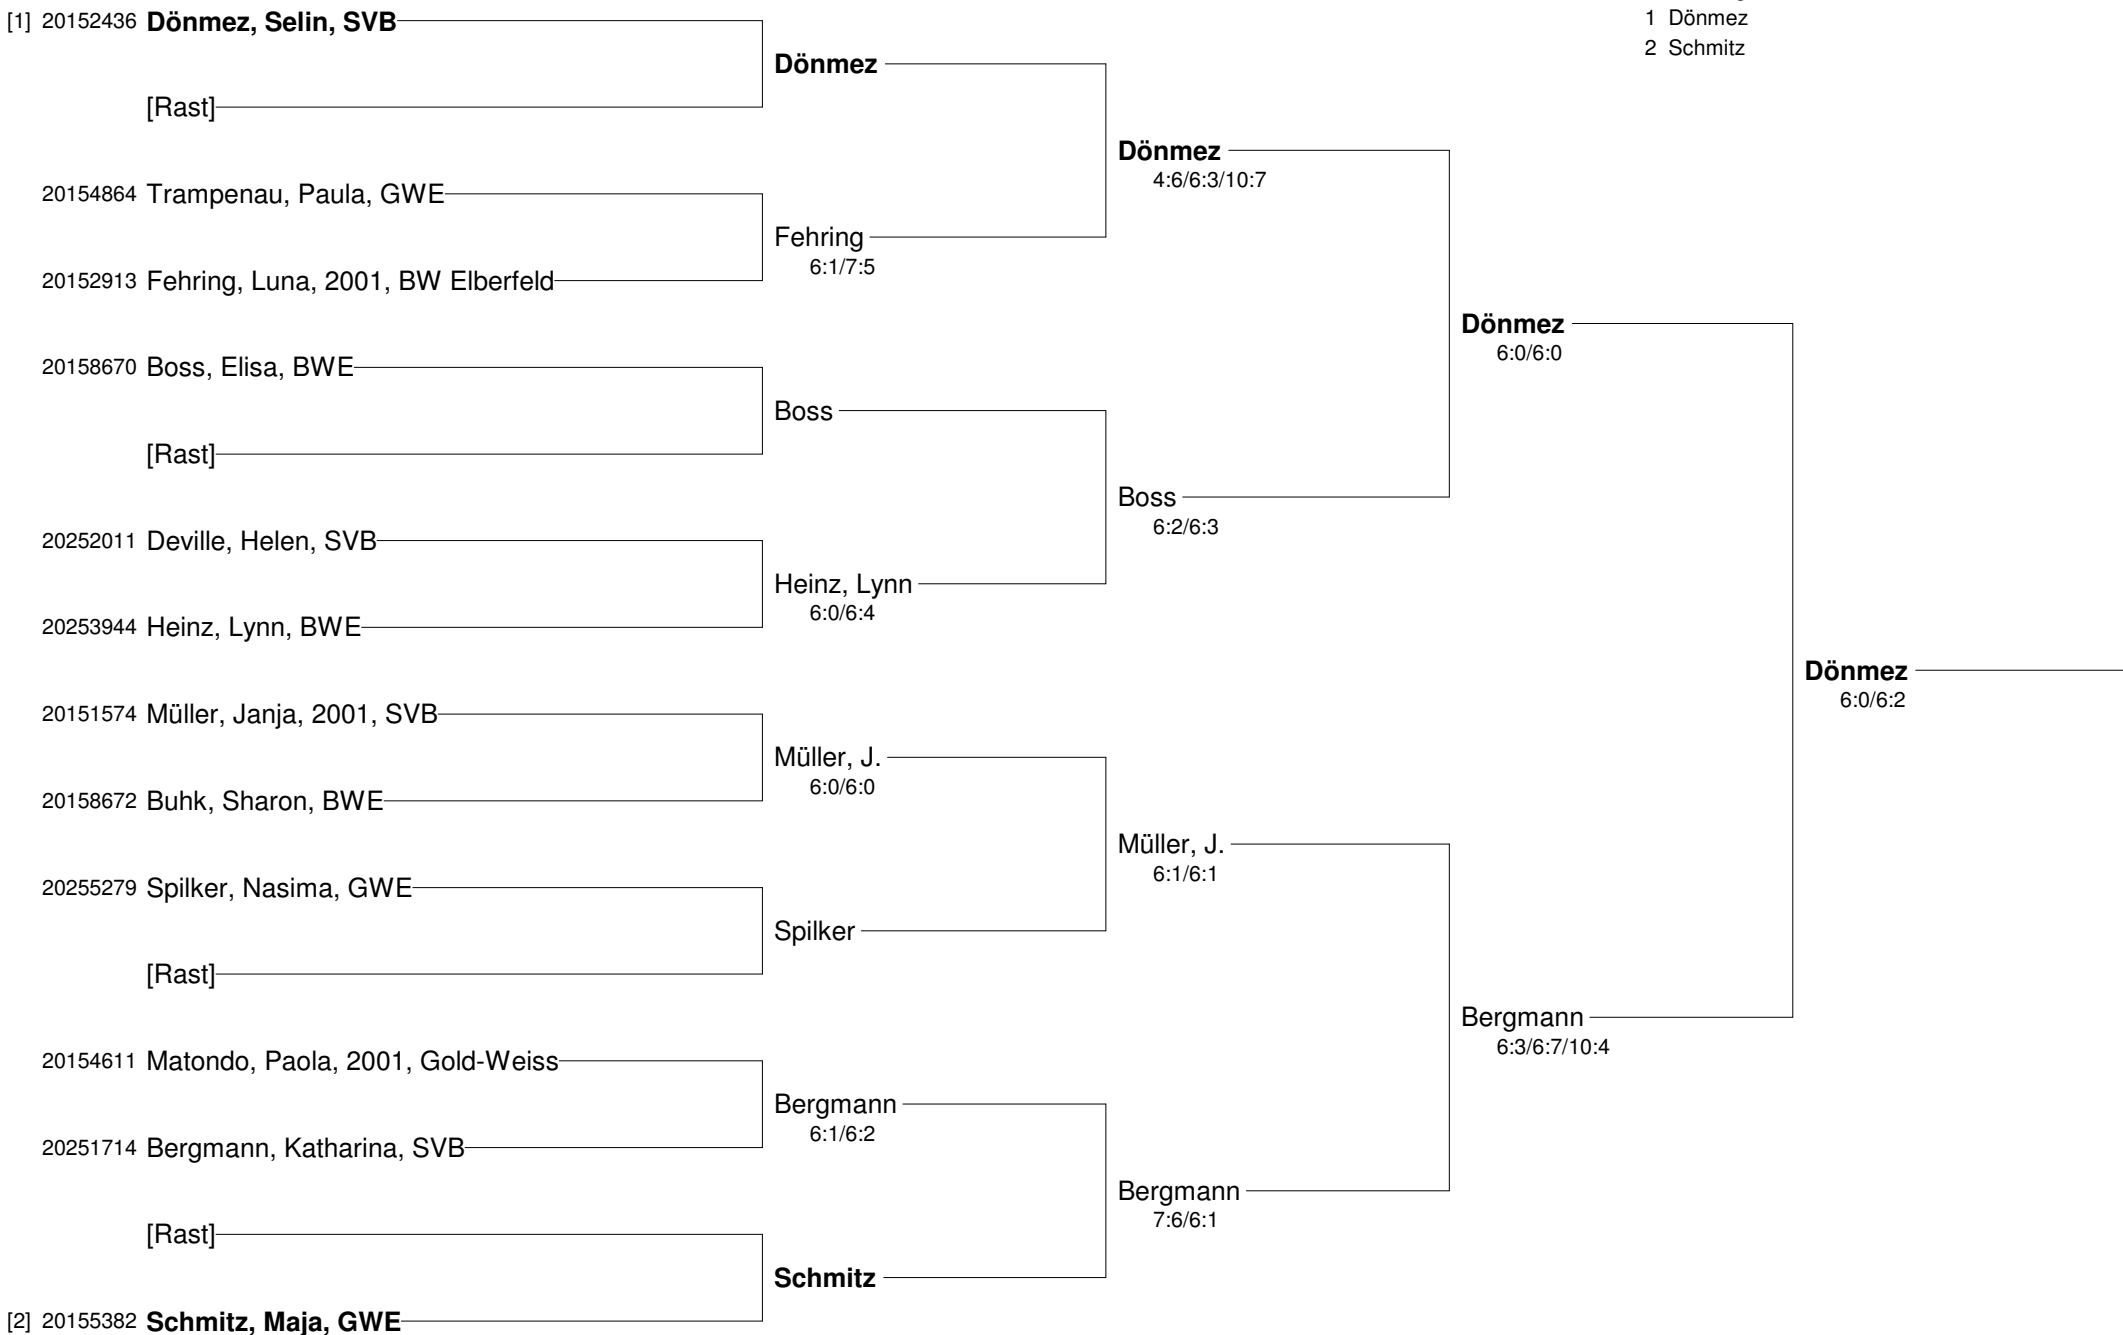 [1] 20152436 Dönmez, Selin, SVB
[Rast]
20154864 Trampenau, Paula, GWE
20152913 Fehring, Luna, 2001, BW Elberfeld
20158670 Boss, Elisa, BWE
[Rast]
20252011 Deville, Helen, SVB
20253944 Heinz, Lynn, BWE
20151574 Müller, Janja, 2001, SVB
20158672 Buhk, Sharon, BWE
20255279 Spilker, Nasima, GWE
[Rast]
20154611 Matondo, Paola, 2001, Gold-Weiss
20251714 Bergmann, Katharina, SVB
[Rast]
[2] 20155382 Schmitz, Maja, GWE
Dönmez
Fehring
6:1/7:5
Boss
Heinz, Lynn
6:0/6:4
Müller, J.
6:0/6:0
Spilker
Bergmann
6:1/6:2
Schmitz
Dönmez
4:6/6:3/10:7
Boss
6:2/6:3
Müller, J.
6:1/6:1
Bergmann
7:6/6:1
Dönmez
6:0/6:0
Bergmann
6:3/6:7/10:4
Dönmez
6:0/6:2
1 Dönmez
2 Schmitz